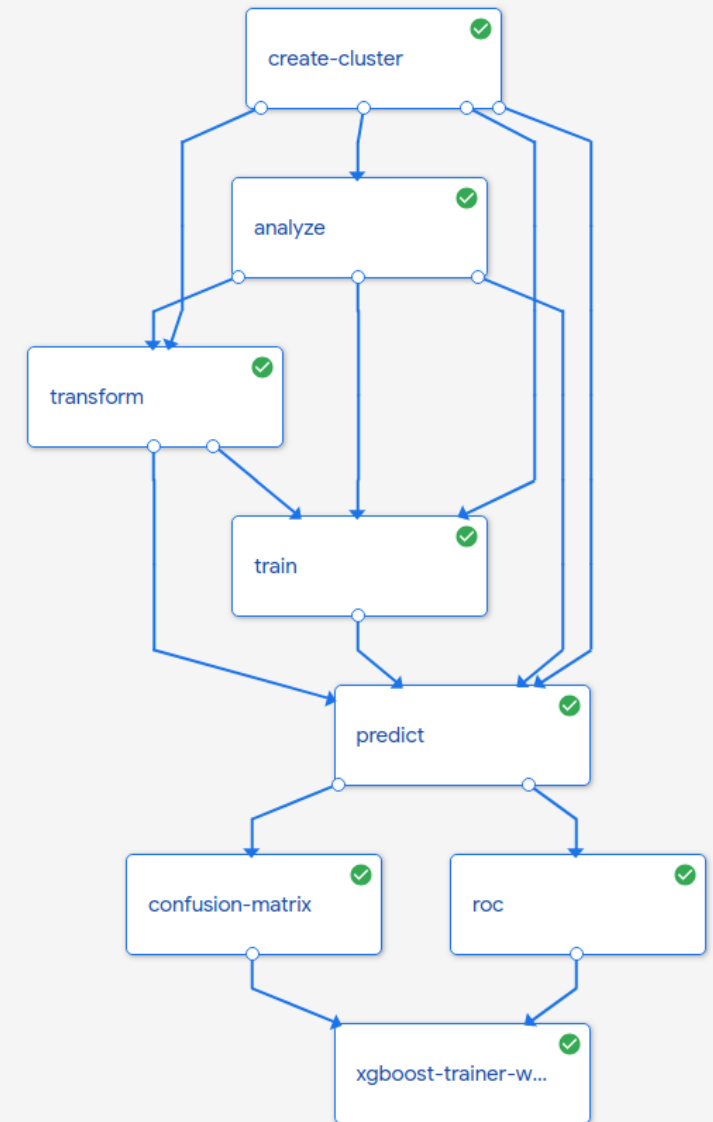 create-cluster
analyze
transform
train
predict
confusion-matrix
roc
xgboost-trainer-w...